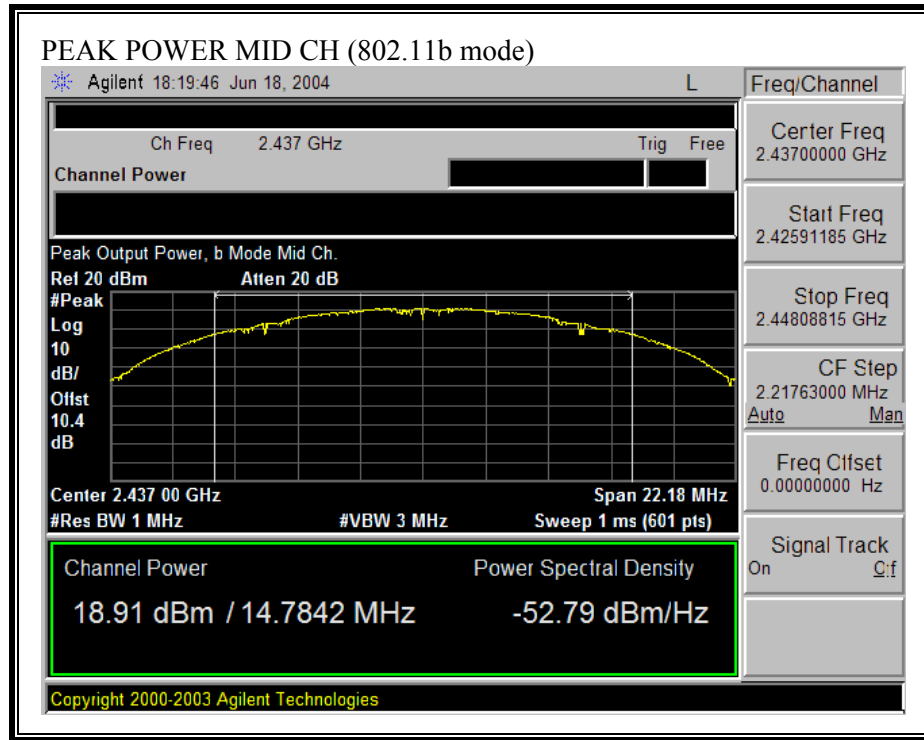 PEAK POWER MID CH (802.11b mode)
Agilent 18:19:46 Jun 18, 2004 L
Ch Freq 2.437 GHz Trig Free
Channel Power
Peak Output Power, b Mode Mid Ch.
Ref 20 dBm Atten 20 dB
#Peak
Log
10
dB/
Offst
10.4
dB
Center 2.437 00 GHz Span 22.18 MHz
#Res BW 1 MHz #VBW 3 MHz Sweep 1 ms (601 pts)
Channel Power Power Spectral Density
18.91 dBm / 14.7842 MHz -52.79 dBm/Hz
Copyright 2000-2003 Agilent Technologies
Freq/Channel
Center Freq
2.43700000 GHz
Start Freq
2.42591185 GHz
Stop Freq
2.44808815 GHz
CF Step
2.21763000 MHz
Auto Man
Freq Offset
0.00000000 Hz
Signal Track
On Off